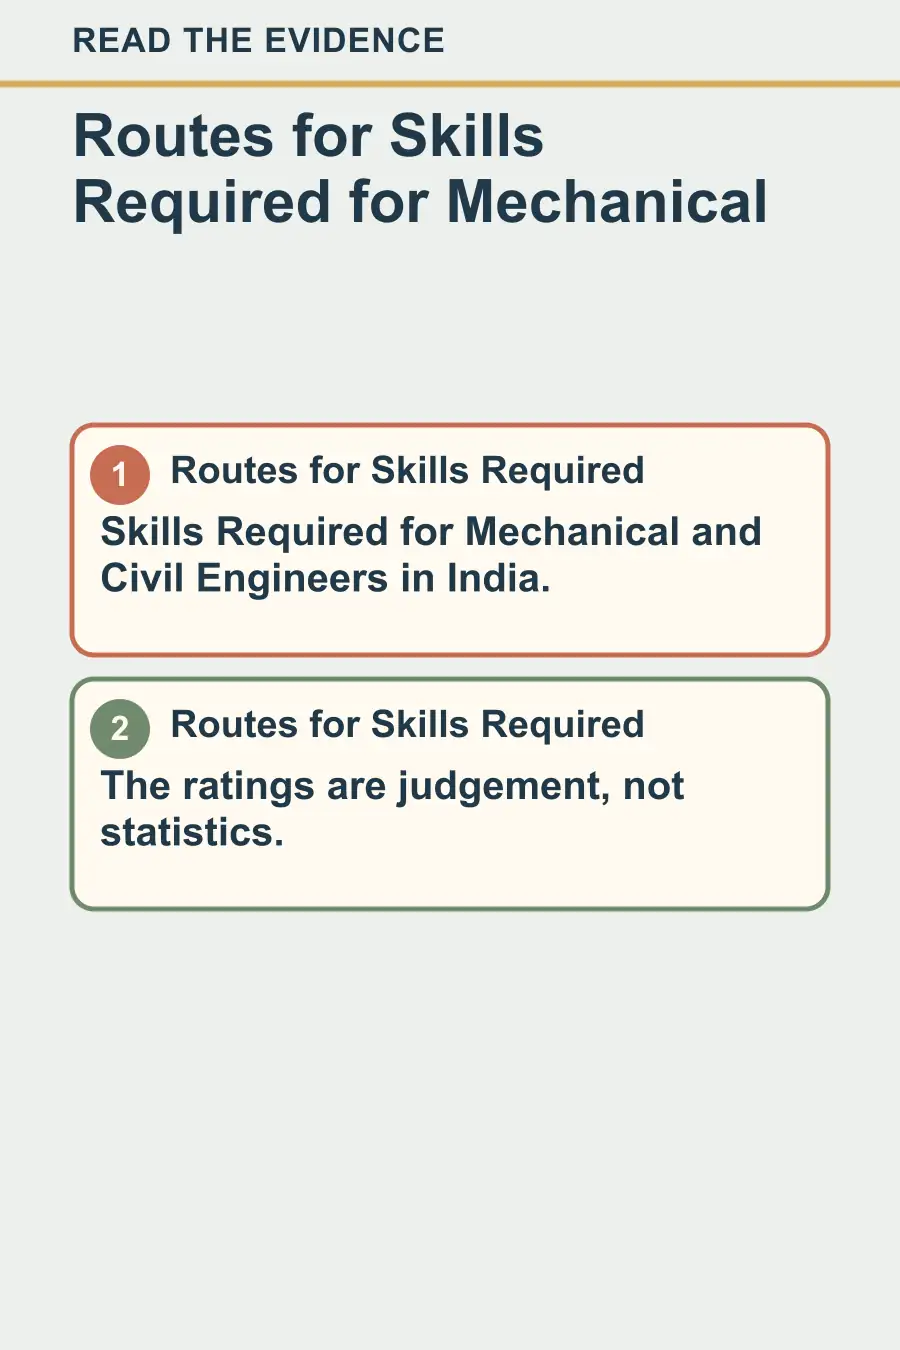 READ THE EVIDENCE
Routes for Skills
Required for Mechanical
1
Routes for Skills Required
Skills Required for Mechanical and
Civil Engineers in India.
2
Routes for Skills Required
The ratings are judgement, not
statistics.